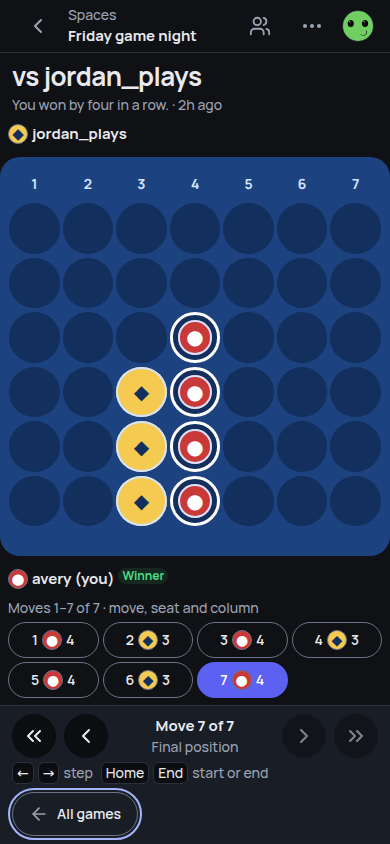 Spaces
Friday game night
vs jordan_plays
You won by four in a row. · 2h ago
jordan_plays
1 2 3 4 5 6 7
avery (you) Winner
Moves 1–7 of 7 · move, seat and column
1 4 2 3 3 4 4 3
5 4 6 3 7 4
Move 7 of 7
Final position
← → step Home End start or end
← All games